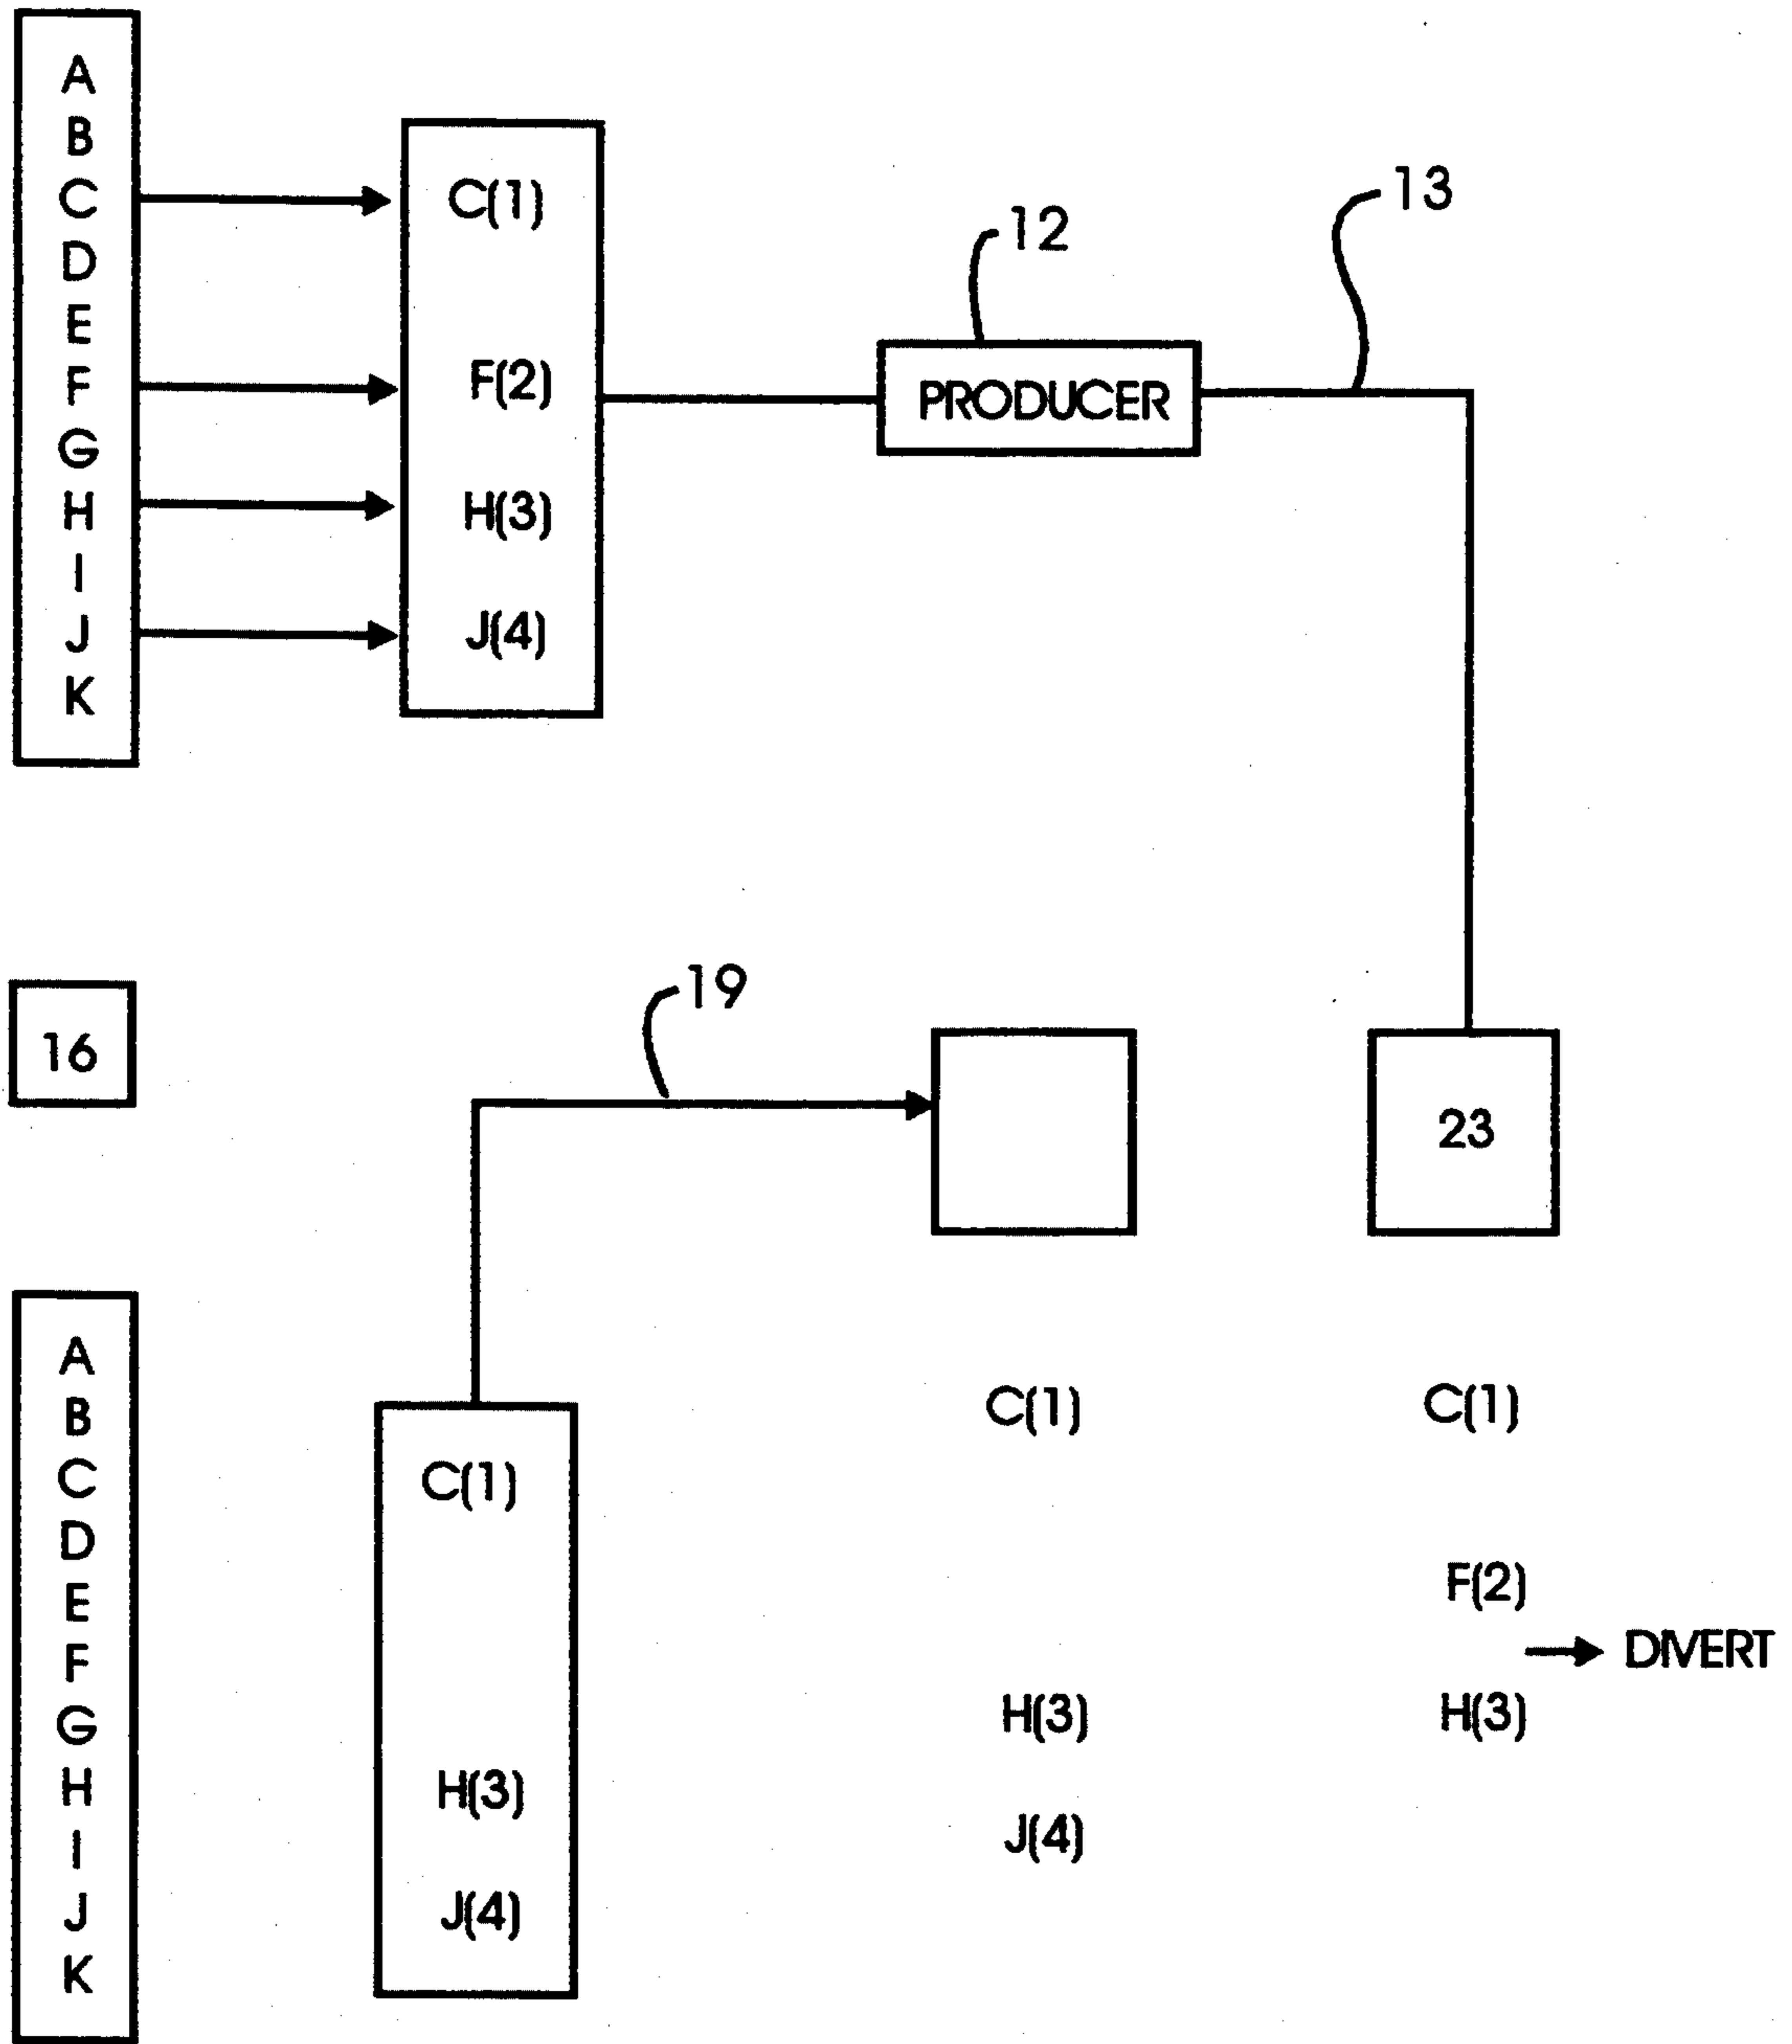 A
B
C
D
E
F
G
H
I
J
K
C(1)
F(2)
H(3)
J(4)
12
PRODUCER
13
16
19
23
A
B
C
D
E
F
G
H
I
J
K
C(1)
H(3)
J(4)
C(1)
H(3)
J(4)
C(1)
F(2)
DIVERT
H(3)